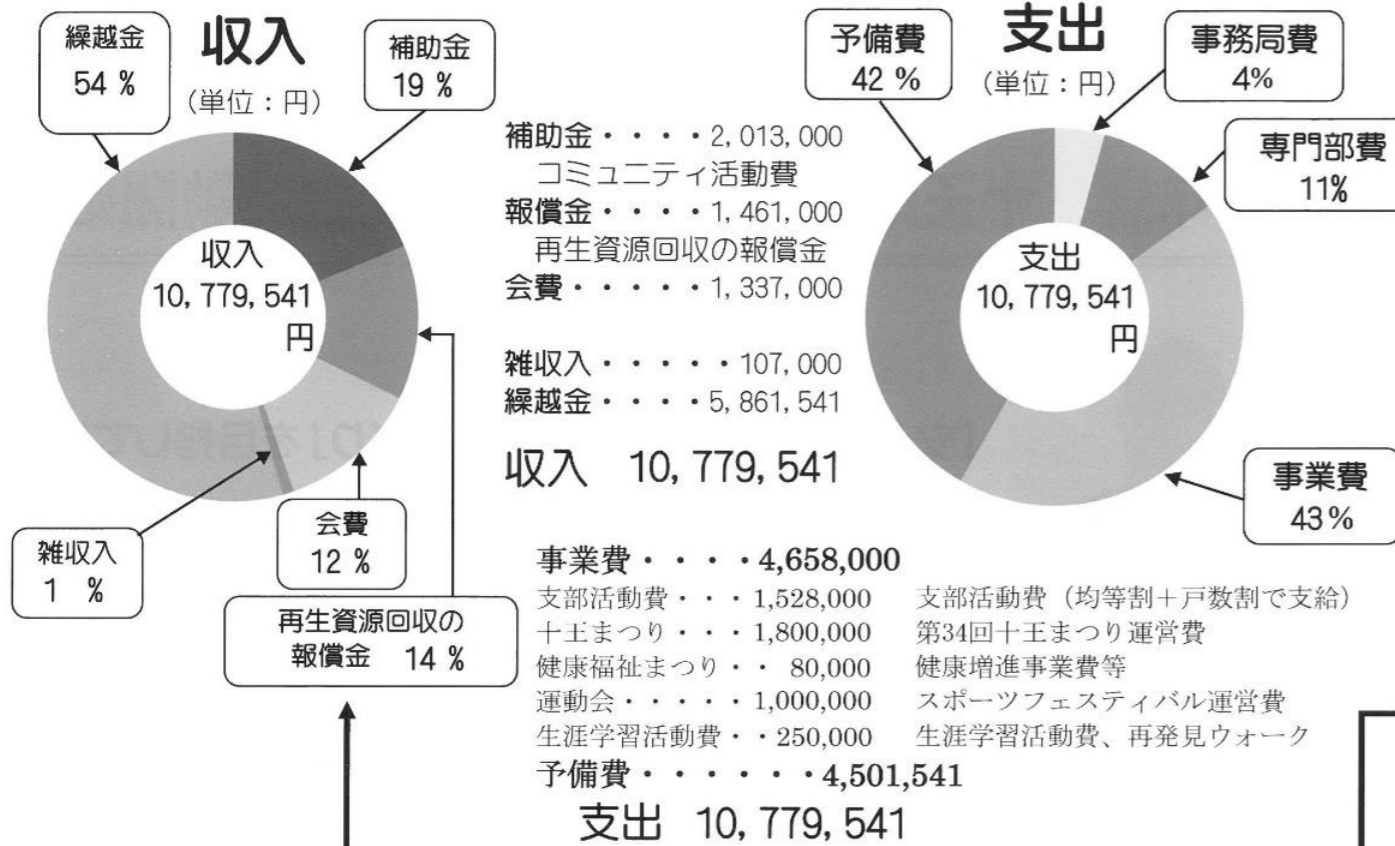 収入
(単位：円)
繰越金
54 %
補助金
19 %
収入
10,779,541
円
雑収入
1 %
会費
12 %
再生資源回収の
報償金 14 %
補助金・・・・2,013,000
コミュニティ活動費
報償金・・・・1,461,000
再生資源回収の報償金
会費・・・・・1,337,000
雑収入・・・・・107,000
繰越金・・・・5,861,541
収入 10,779,541
支出
(単位：円)
予備費
42 %
事務局費
4%
専門部費
11%
支出
10,779,541
円
事業費
43%
事業費・・・・4,658,000
支部活動費・・・1,528,000 支部活動費（均等割＋戸数割で支給）
十王まつり・・・1,800,000 第34回十王まつり運営費
健康福祉まつり・・80,000 健康増進事業費等
運動会・・・・・1,000,000 スポーツフェスティバル運営費
生涯学習活動費・・250,000 生涯学習活動費、再発見ウォーク
予備費・・・・・・4,501,541
支出 10,779,541